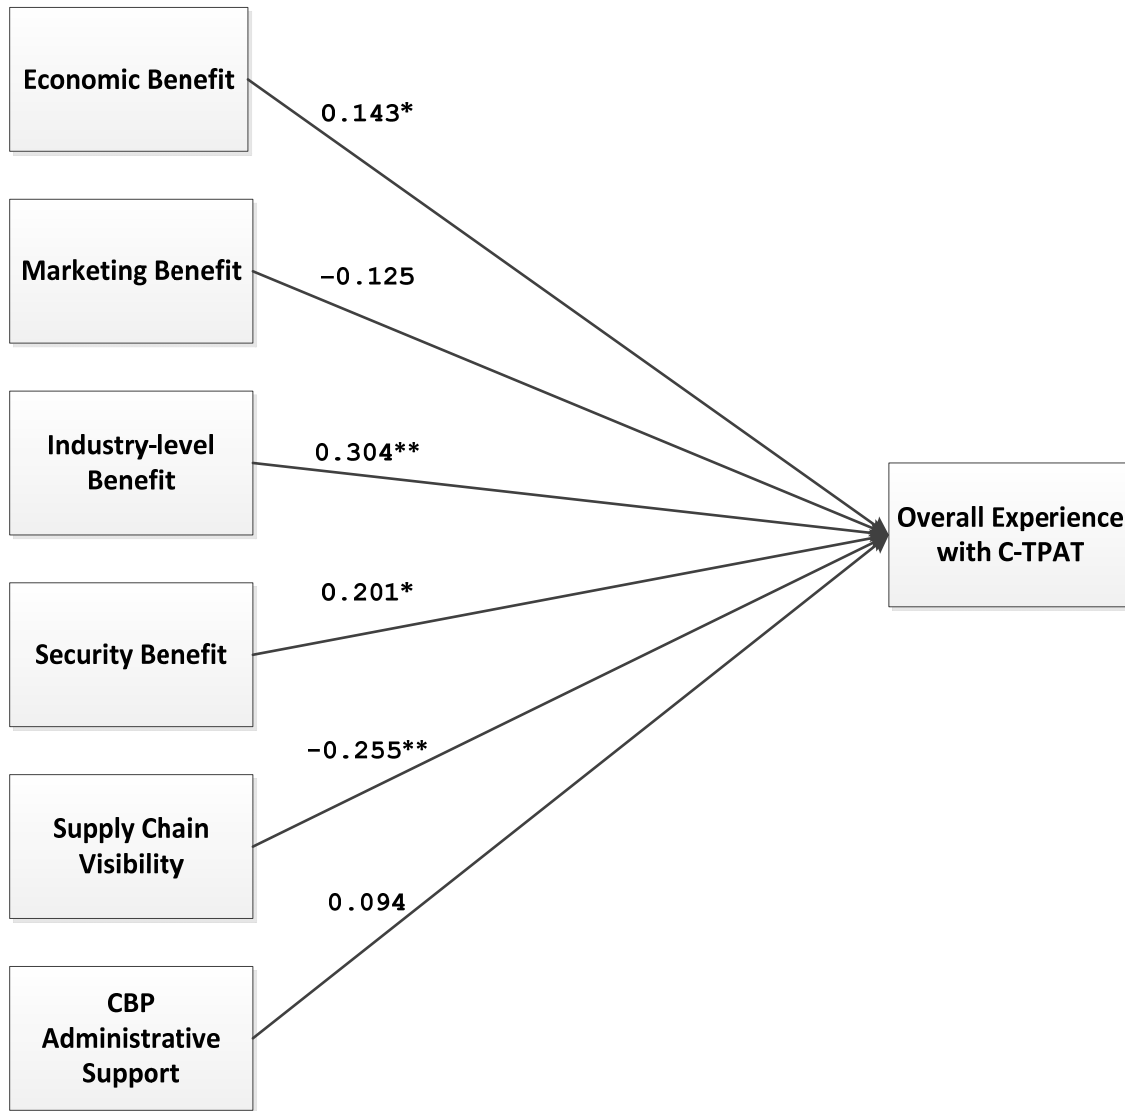 Economic Benefit
0.143*
Marketing Benefit
-0.125
Industry-level
Benefit
0.304**
Overall Experience
with C-TPAT
Security Benefit
0.201*
Supply Chain
Visibility
-0.255**
CBP
Administrative
Support
0.094